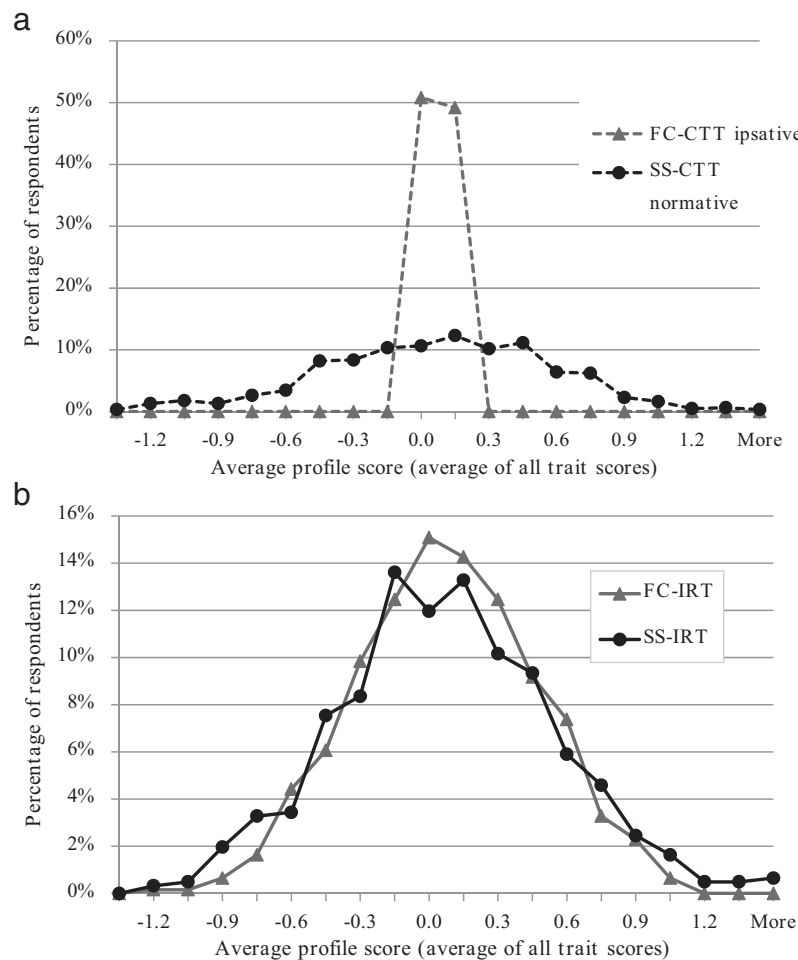 a
60%
50%
40%
30%
20%
10%
0%
Percentage of respondents
FC-CTT ipsative
SS-CTT
normative
-1.2 -0.9 -0.6 -0.3 0.0 0.3 0.6 0.9 1.2 More
Average profile score (average of all trait scores)
b
16%
14%
12%
10%
8%
6%
4%
2%
0%
Percentage of respondents
FC-IRT
SS-IRT
-1.2 -0.9 -0.6 -0.3 0.0 0.3 0.6 0.9 1.2 More
Average profile score (average of all trait scores)